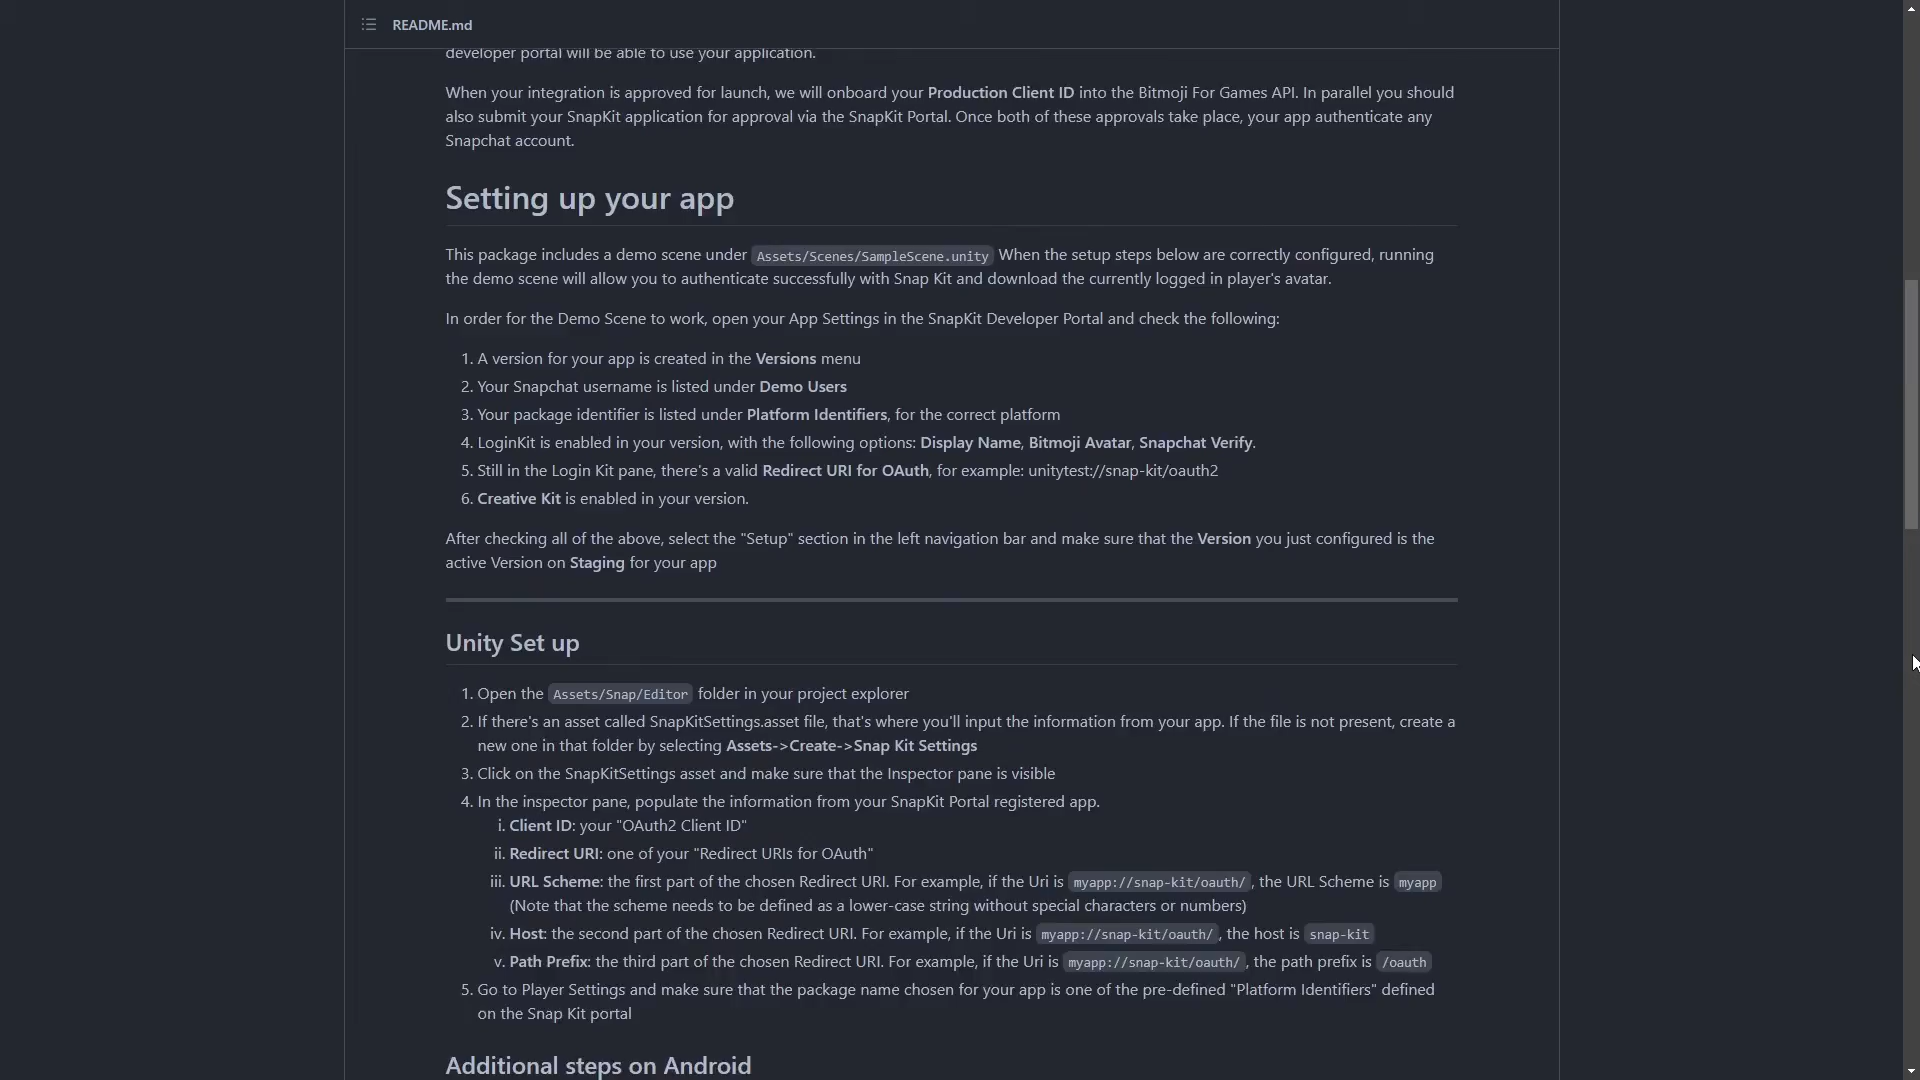 README.md
developer portal will be able to use your application.
When your integration is approved for launch, we will onboard your Production Client ID into the Bitmoji For Games API. In parallel you should
also submit your SnapKit application for approval via the SnapKit Portal. Once both of these approvals take place, your app authenticate any
Snapchat account.
Setting up your app
This package includes a demo scene under Assets/Scenes/SampleScene.unity When the setup steps below are correctly configured, running
the demo scene will allow you to authenticate successfully with Snap Kit and download the currently logged in player's avatar.
In order for the Demo Scene to work, open your App Settings in the SnapKit Developer Portal and check the following:
1. A version for your app is created in the Versions menu
2. Your Snapchat username is listed under Demo Users
3. Your package identifier is listed under Platform Identifiers, for the correct platform
4. LoginKit is enabled in your version, with the following options: Display Name, Bitmoji Avatar, Snapchat Verify.
5. Still in the Login Kit pane, there's a valid Redirect URI for OAuth, for example: unitytest://snap-kit/oauth2
6. Creative Kit is enabled in your version.
After checking all of the above, select the "Setup" section in the left navigation bar and make sure that the Version you just configured is the
active Version on Staging for your app
Unity Set up
1. Open the Assets/Snap/Editor folder in your project explorer
2. If there's an asset called SnapKitSettings.asset file, that's where you'll input the information from your app. If the file is not present, create a
new one in that folder by selecting Assets->Create->Snap Kit Settings
3. Click on the SnapKitSettings asset and make sure that the Inspector pane is visible
4. In the inspector pane, populate the information from your SnapKit Portal registered app.
i. Client ID: your "OAuth2 Client ID"
ii. Redirect URI: one of your "Redirect URIs for OAuth"
iii. URL Scheme: the first part of the chosen Redirect URI. For example, if the Uri is myapp://snap-kit/oauth/, the URL Scheme is myapp
(Note that the scheme needs to be defined as a lower-case string without special characters or numbers)
iv. Host: the second part of the chosen Redirect URI. For example, if the Uri is myapp://snap-kit/oauth/, the host is snap-kit
v. Path Prefix: the third part of the chosen Redirect URI. For example, if the Uri is myapp://snap-kit/oauth/, the path prefix is /oauth
5. Go to Player Settings and make sure that the package name chosen for your app is one of the pre-defined "Platform Identifiers" defined
on the Snap Kit portal
Additional steps on Android